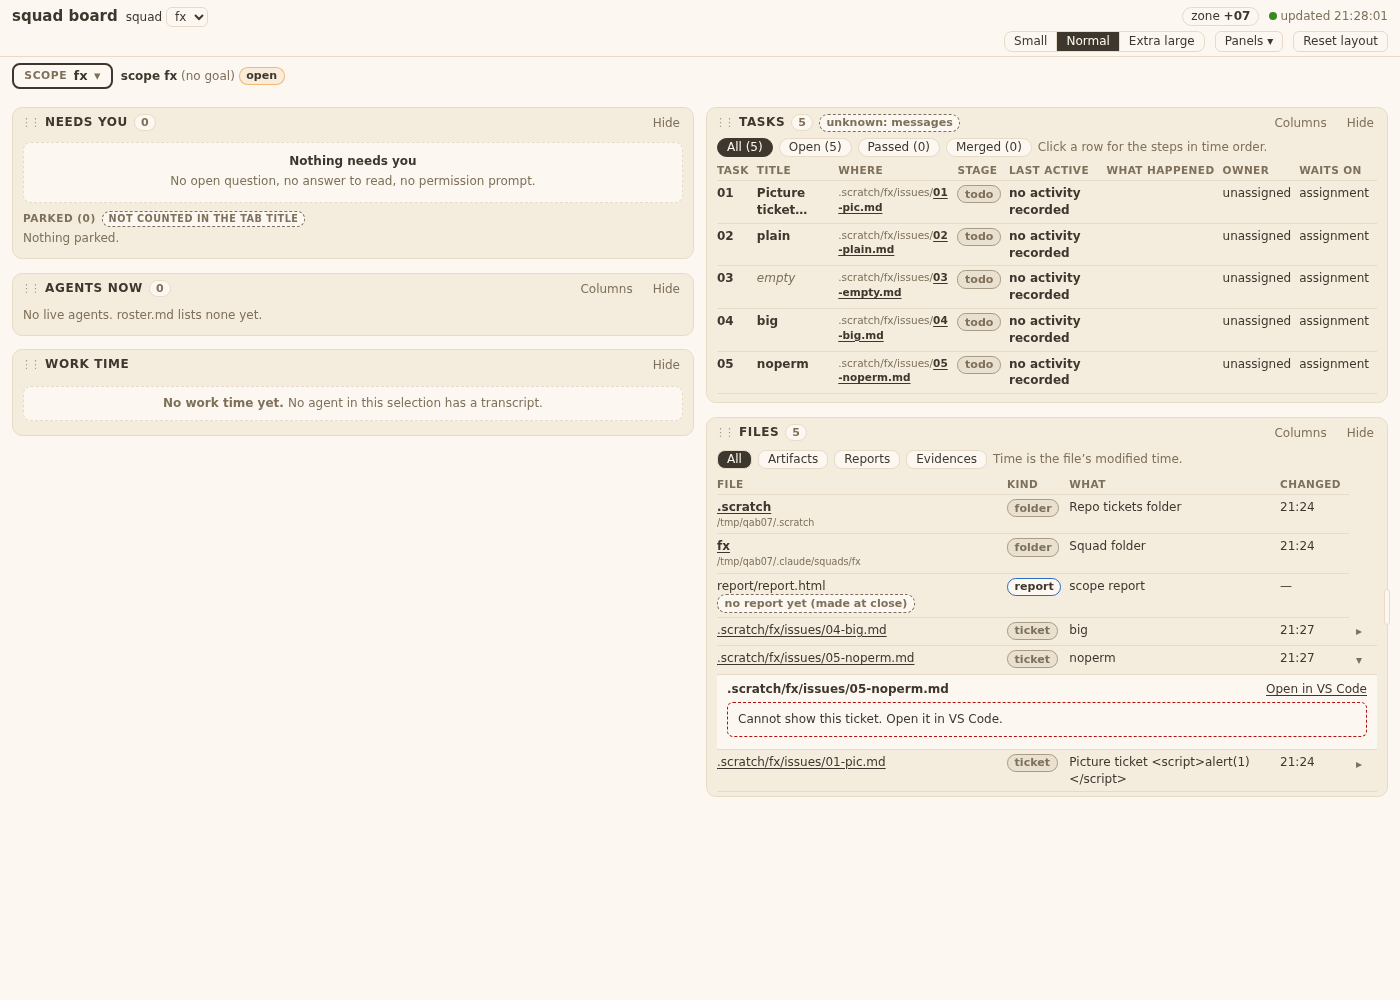 squad board squad fx
zone +07 updated 21:28:01
Small Normal Extra large Panels ▾ Reset layout
SCOPE fx ▾ scope fx (no goal) open
NEEDS YOU 0 Hide
Nothing needs you
No open question, no answer to read, no permission prompt.
PARKED (0) NOT COUNTED IN THE TAB TITLE
Nothing parked.
AGENTS NOW 0 Columns Hide
No live agents. roster.md lists none yet.
WORK TIME Hide
No work time yet. No agent in this selection has a transcript.
TASKS 5 unknown: messages Columns Hide
All (5) Open (5) Passed (0) Merged (0) Click a row for the steps in time order.
TASK TITLE WHERE STAGE LAST ACTIVE WHAT HAPPENED OWNER WAITS ON
01 Picture .scratch/fx/issues/01 todo no activity unassigned assignment
ticket… -pic.md recorded
02 plain .scratch/fx/issues/02 todo no activity unassigned assignment
-plain.md recorded
03 empty .scratch/fx/issues/03 todo no activity unassigned assignment
-empty.md recorded
04 big .scratch/fx/issues/04 todo no activity unassigned assignment
-big.md recorded
05 noperm .scratch/fx/issues/05 todo no activity unassigned assignment
-noperm.md recorded
FILES 5 Columns Hide
All Artifacts Reports Evidences Time is the file’s modified time.
FILE KIND WHAT CHANGED
.scratch folder Repo tickets folder 21:24
/tmp/qab07/.scratch
fx folder Squad folder 21:24
/tmp/qab07/.claude/squads/fx
report/report.html report scope report —
no report yet (made at close)
.scratch/fx/issues/04-big.md ticket big 21:27 ▸
.scratch/fx/issues/05-noperm.md ticket noperm 21:27 ▾
.scratch/fx/issues/05-noperm.md Open in VS Code
Cannot show this ticket. Open it in VS Code.
.scratch/fx/issues/01-pic.md ticket Picture ticket <script>alert(1) 21:24 ▸
</script>